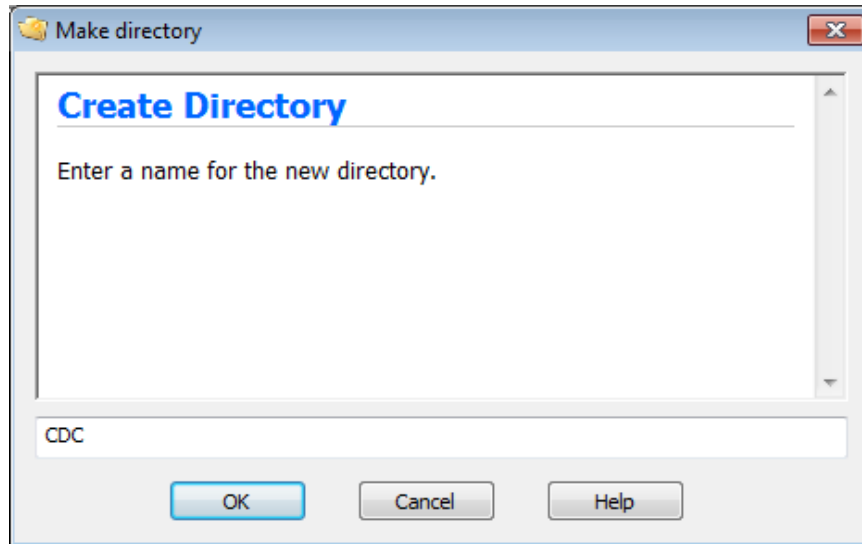 Make directory
Create Directory
Enter a name for the new directory.
CDC
OK Cancel Help